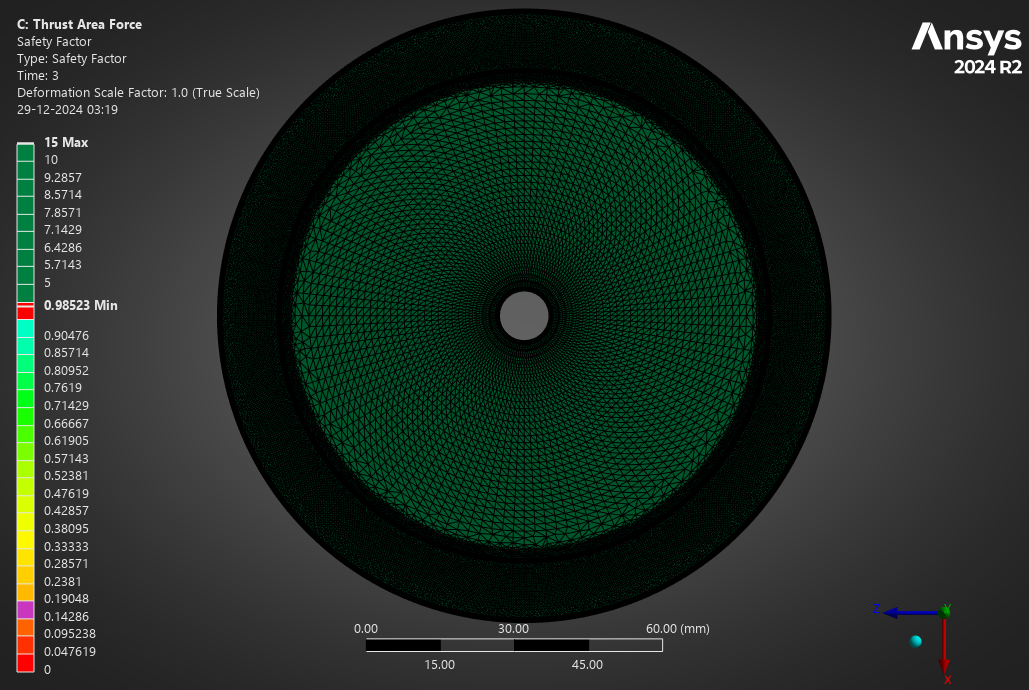 C: Thrust Area Force
Safety Factor
Type: Safety Factor
Time: 3
Deformation Scale Factor: 1.0 (True Scale)
29-12-2024 03:19
Ansys
2024 R2
15 Max
10
9.2857
8.5714
7.8571
7.1429
6.4286
5.7143
5
0.98523 Min
0.90476
0.85714
0.80952
0.7619
0.71429
0.66667
0.61905
0.57143
0.52381
0.47619
0.42857
0.38095
0.33333
0.28571
0.2381
0.19048
0.14286
0.095238
0.047619
0
0.00 30.00 60.00 (mm)
15.00 45.00
Z Y
X